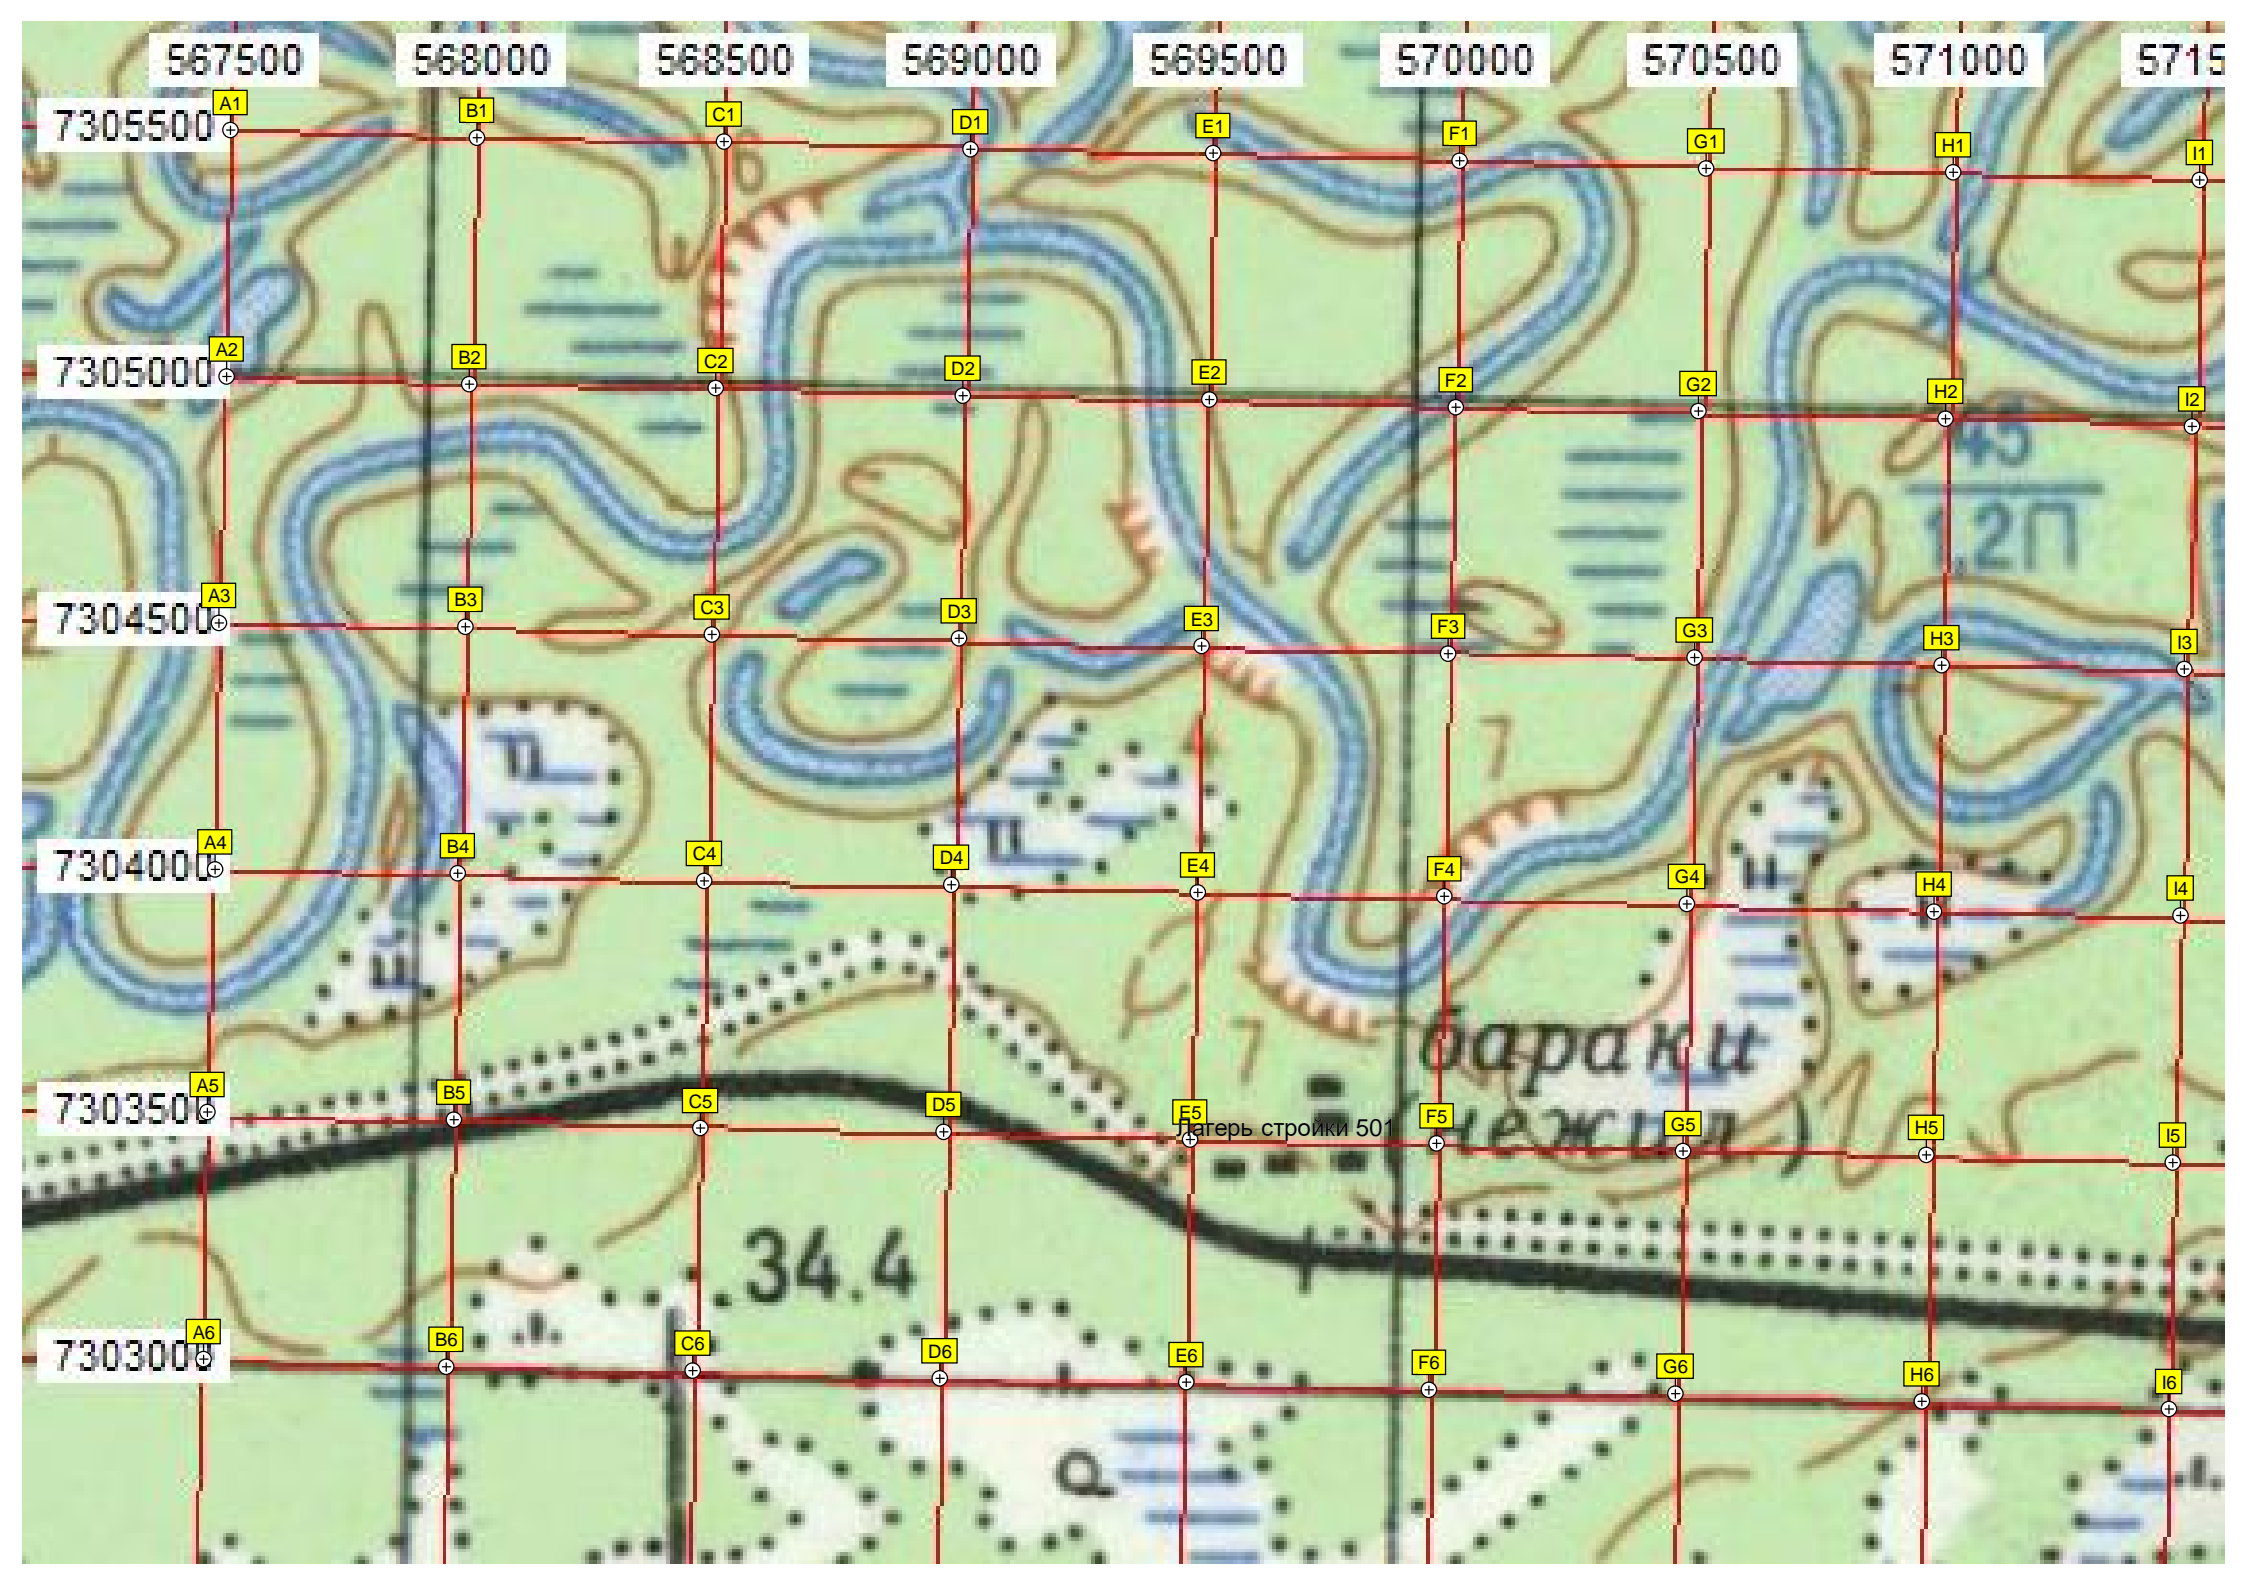 567500 568000 568500 569000 569500 570000 570500 571000 5715
A1 B1 C1 D1 E1 F1 G1 H1 I1
7305500
A2 B2 C2 D2 E2 F2 G2 H2 I2
7305000
45
1,2П
A3 B3 C3 D3 E3 F3 G3 H3 I3
7304500
П
П
A4 B4 C4 D4 E4 F4 G4 H4 I4
7304000
бараки
A5 B5 C5 D5 E5 F5 G5 H5 I5
7303500
Лагерь стройки 501
(нежил.)
34.4
A6 B6 C6 D6 E6 F6 G6 H6 I6
7303000